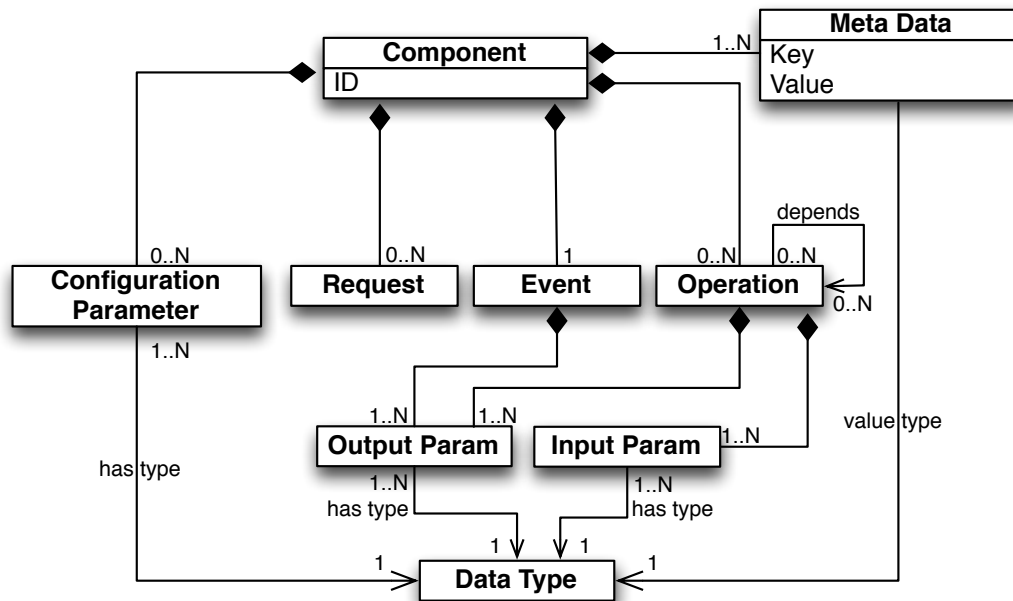 Component
ID
Meta Data
Key
Value
1..N
depends
0..N
0..N
1
0..N
0..N
0..N
Configuration
Parameter
Request
Event
Operation
1..N
1..N
1..N
1..N
value type
Output Param
Input Param
has type
1..N
1..N
has type
has type
1
1
1
1
Data Type